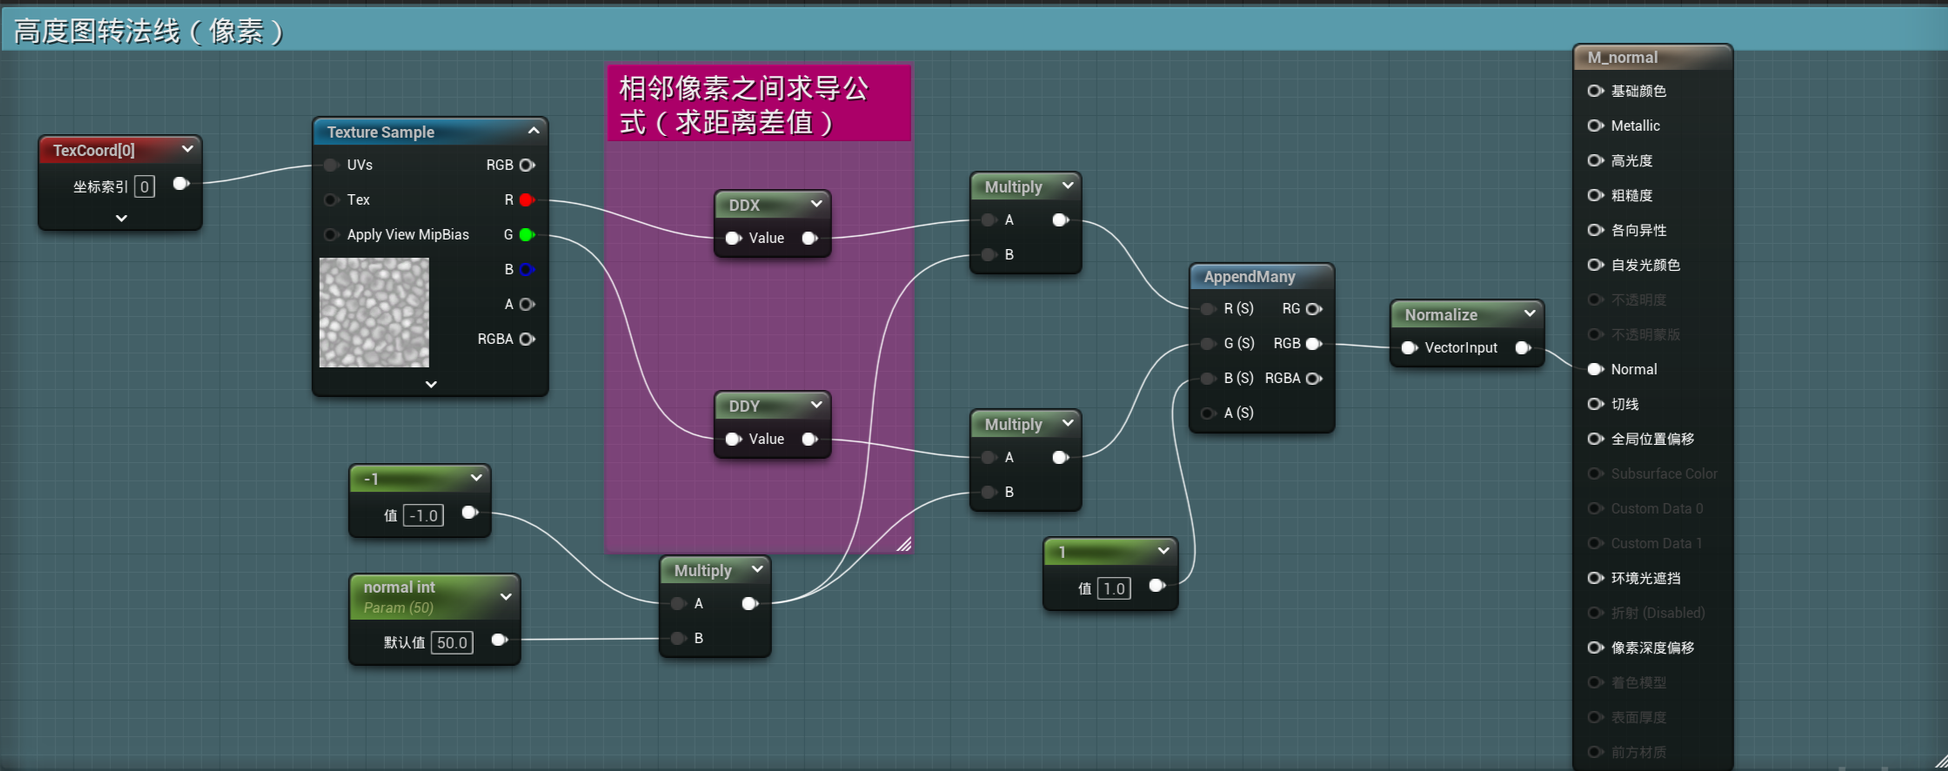 高度图转法线（像素）
TexCoord[0]
坐标索引 0
Texture Sample
UVs RGB
Tex R
Apply View MipBias G
B
A
RGBA
相邻像素之间求导公
式（求距离差值）
DDX
Value
DDY
Value
-1
值 -1.0
normal int
Param (50)
默认值 50.0
Multiply
A
B
Multiply
A
B
Multiply
A
B
1
值 1.0
AppendMany
R (S) RG
G (S) RGB
B (S) RGBA
A (S)
Normalize
VectorInput
M_normal
基础颜色
Metallic
高光度
粗糙度
各向异性
自发光颜色
不透明度
不透明蒙版
Normal
切线
全局位置偏移
Subsurface Color
Custom Data 0
Custom Data 1
环境光遮挡
折射 (Disabled)
像素深度偏移
着色模型
表面厚度
前方材质